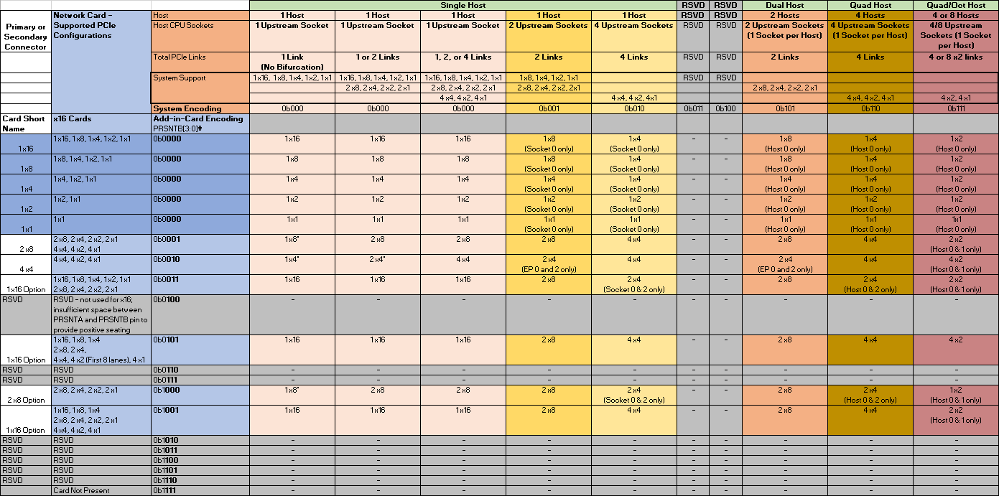 Single Host RSVD RSVD Dual Host Quad Host Quad/Oct Host
Primary or Secondary Connector
Network Card – Supported PCIe Configurations
Host 1 Host 1 Host 1 Host 1 Host 1 Host RSVD RSVD 2 Hosts 4 Hosts 4 or 8 Hosts
Host CPU Sockets 1 Upstream Socket 1 Upstream Socket 1 Upstream Socket 2 Upstream Sockets 4 Upstream Sockets RSVD RSVD 2 Upstream Sockets (1 Socket per Host) 4 Upstream Sockets (1 Socket per Host) 4/8 Upstream Sockets (1 Socket per Host)
Total PCIe Links 1 Link (No Bifurcation) 1 or 2 Links 1, 2, or 4 Links 2 Links 4 Links RSVD RSVD 2 Links 4 Links 4 or 8 x2 links
System Support 1x16, 1x8, 1x4, 1x2, 1x1 1x16, 1x8, 1x4, 1x2, 1x1 1x16, 1x8, 1x4, 1x2, 1x1 1x8, 1x4, 1x2, 1x1 RSVD RSVD
2x8, 2x4, 2x2, 2x1 2x8, 2x4, 2x2, 2x1 2x8, 2x4, 2x2, 2x1 2x8, 2x4, 2x2, 2x1
4x4, 4x2, 4x1 4x4, 4x2, 4x1 4x4, 4x2, 4x1 4x2, 4x1
System Encoding 0b000 0b000 0b000 0b001 0b010 0b011 0b100 0b101 0b110 0b111
Card Short Name x16 Cards Add-in-Card Encoding PRSNTB[3:0]#
1x16 1x16, 1x8, 1x4, 1x2, 1x1 0b0000 1x16 1x16 1x16 1x8 (Socket 0 only) 1x4 (Socket 0 only) – – 1x8 (Host 0 only) 1x4 (Host 0 only) 1x2 (Host 0 only)
1x8 1x8, 1x4, 1x2, 1x1 0b0000 1x8 1x8 1x8 1x8 (Socket 0 only) 1x4 (Socket 0 only) – – 1x8 (Host 0 only) 1x4 (Host 0 only) 1x2 (Host 0 only)
1x4 1x4, 1x2, 1x1 0b0000 1x4 1x4 1x4 1x4 (Socket 0 only) 1x4 (Socket 0 only) – – 1x4 (Host 0 only) 1x4 (Host 0 only) 1x2 (Host 0 only)
1x2 1x2, 1x1 0b0000 1x2 1x2 1x2 1x2 (Socket 0 only) 1x2 (Socket 0 only) – – 1x2 (Host 0 only) 1x2 (Host 0 only) 1x2 (Host 0 only)
1x1 1x1 0b0000 1x1 1x1 1x1 1x1 (Socket 0 only) 1x1 (Socket 0 only) – – 1x1 (Host 0 only) 1x1 (Host 0 only) 1x1 (Host 0 only)
2x8 2x8, 2x4, 2x2, 2x1 4x4, 4x2, 4x1 0b0001 1x8* 2x8 2x8 2x8 4x4 – – 2x8 4x4 2x2 (Host 0 & 1 only)
4x4 4x4, 4x2, 4x1 0b0010 1x4* 2x4* 4x4 2x4 (EP 0 and 2 only) 4x4 – – 2x4 (EP 0 and 2 only) 4x4 4x2 (Host 0 & 1 only)
1x16 Option 1x16, 1x8, 1x4, 1x2, 1x1 2x8, 2x4, 2x2, 2x1 0b0011 1x16 1x16 1x16 2x8 2x4 (Socket 0 & 2 only) – – 2x8 2x4 (Host 0 & 2 only) 2x2 (Host 0 & 1 only)
RSVD RSVD – not used for x16; insufficient space between PRSNTA and PRSNTB pin to provide positive seating 0b0100 – – – – – – – – – –
1x16 Option 1x16, 1x8, 1x4 2x8, 2x4, 4x4, 4x2 (First 8 lanes), 4x1 0b0101 1x16 1x16 1x16 2x8 4x4 – – 2x8 4x4 4x2
RSVD RSVD 0b0110 – – – – – – – – – –
RSVD RSVD 0b0111 – – – – – – – – – –
2x8 Option 2x8, 2x4, 2x2, 2x1 0b1000 1x8* 2x8 2x8 2x8 2x4 (Socket 0 & 2 only) – – 2x8 2x4 (Host 0 & 2 only) 1x2 (Host 0 & 1 only)
1x16 Option 1x16, 1x8, 1x4 2x8, 2x4, 2x2, 2x1 4x4, 4x2, 4x1 0b1001 1x16 1x16 1x16 2x8 4x4 – – 2x8 4x4 2x2 (Host 0 & 1 only)
RSVD RSVD 0b1010 – – – – – – – – – –
RSVD RSVD 0b1011 – – – – – – – – – –
RSVD RSVD 0b1100 – – – – – – – – – –
RSVD RSVD 0b1101 – – – – – – – – – –
RSVD RSVD 0b1110 – – – – – – – – – –
Card Not Present 0b1111 – – – – – – – – – –